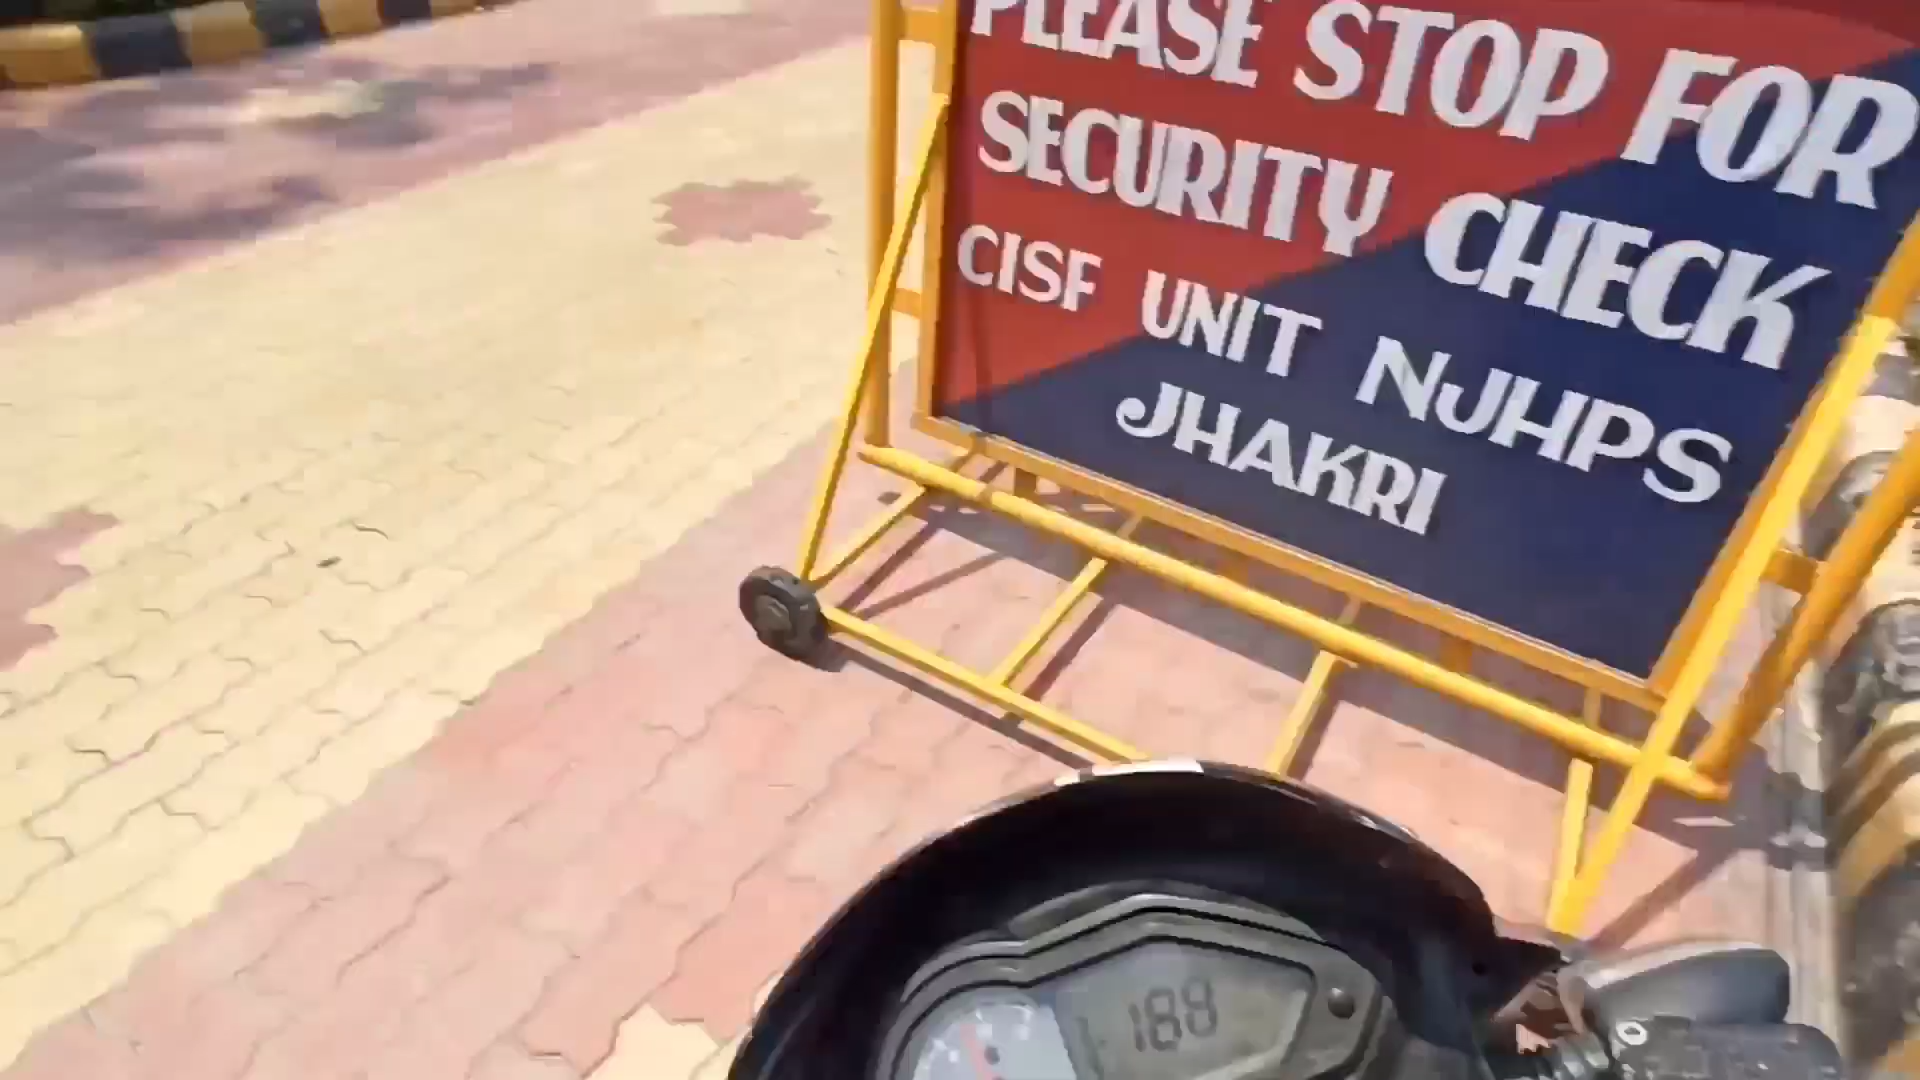 PLEASE STOP FOR
SECURITY CHECK
CISF UNIT NJHPS
JHAKRI
188